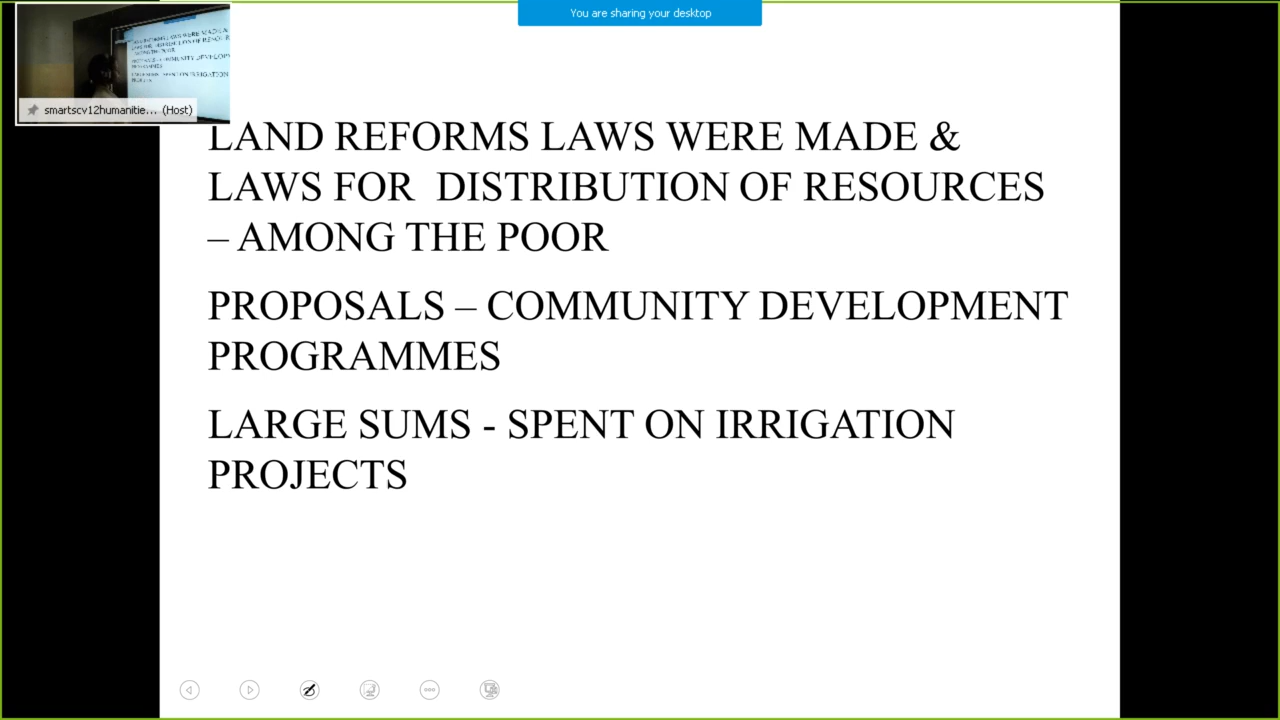 You are sharing your desktop
smartscv12humanitie... (Host)
LAND REFORMS LAWS WERE MADE &
LAWS FOR DISTRIBUTION OF RESOURCES
– AMONG THE POOR
PROPOSALS – COMMUNITY DEVELOPMENT
PROGRAMMES
LARGE SUMS - SPENT ON IRRIGATION
PROJECTS